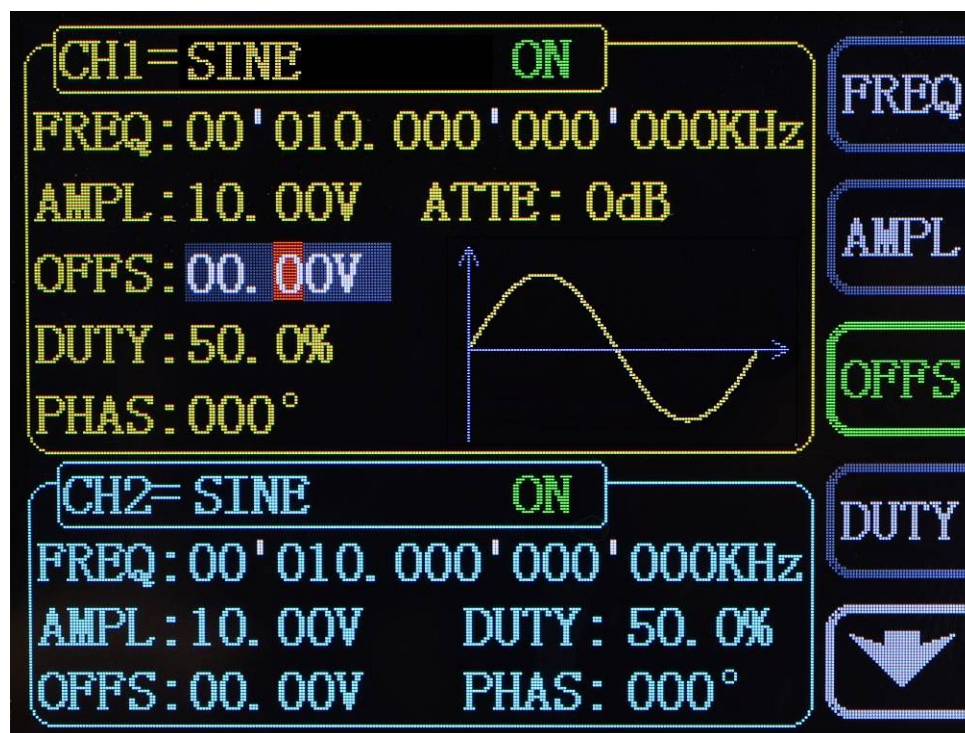 CH1=SINE ON
FREQ:00'010.000'000'000KHz
AMPL:10.00V ATTE: 0dB
OFFS:00.00V
DUTY:50.0%
PHAS:000°
CH2=SINE ON
FREQ:00'010.000'000'000KHz
AMPL:10.00V DUTY: 50.0%
OFFS:00.00V PHAS: 000°
FREQ
AMPL
OFFS
DUTY